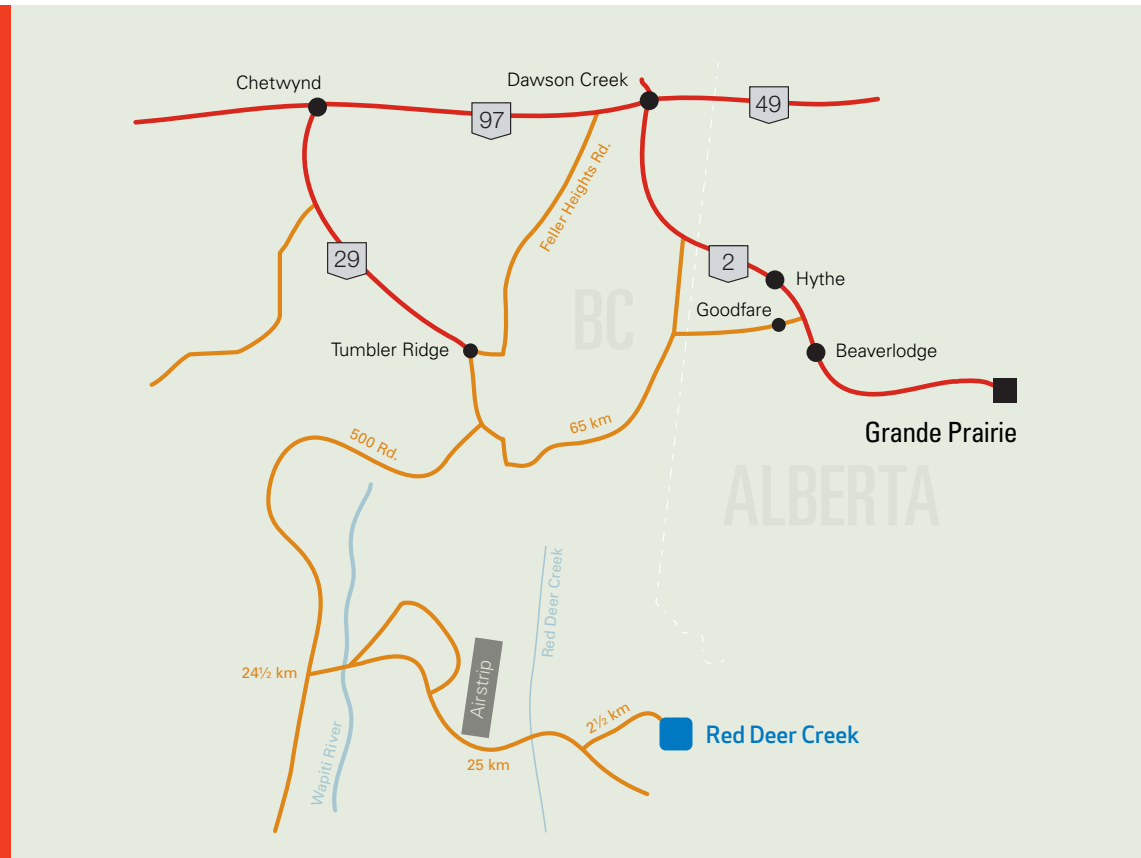 Chetwynd
Dawson Creek
97
49
Feller Heights Rd.
29
2
Hythe
BC
Goodfare
Tumbler Ridge
Beaverlodge
Grande Prairie
65 km
500 Rd.
ALBERTA
Red Deer Creek
24½ km
Airstrip
Wapiti River
2½ km
Red Deer Creek
25 km